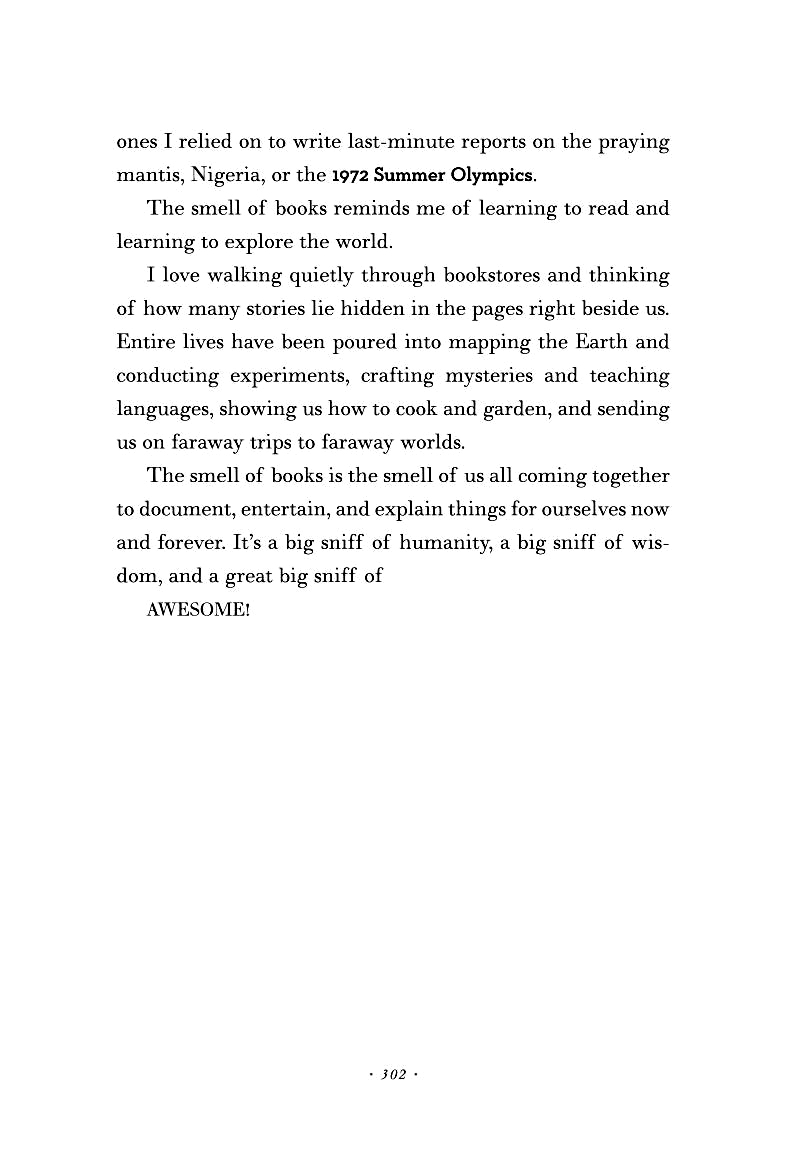 ones I relied on to write last-minute reports on the praying
mantis, Nigeria, or the 1972 Summer Olympics.
The smell of books reminds me of learning to read and
learning to explore the world.
I love walking quietly through bookstores and thinking
of how many stories lie hidden in the pages right beside us.
Entire lives have been poured into mapping the Earth and
conducting experiments, crafting mysteries and teaching
languages, showing us how to cook and garden, and sending
us on faraway trips to faraway worlds.
The smell of books is the smell of us all coming together
to document, entertain, and explain things for ourselves now
and forever. It’s a big sniff of humanity, a big sniff of wis-
dom, and a great big sniff of
AWESOME!
· 302 ·